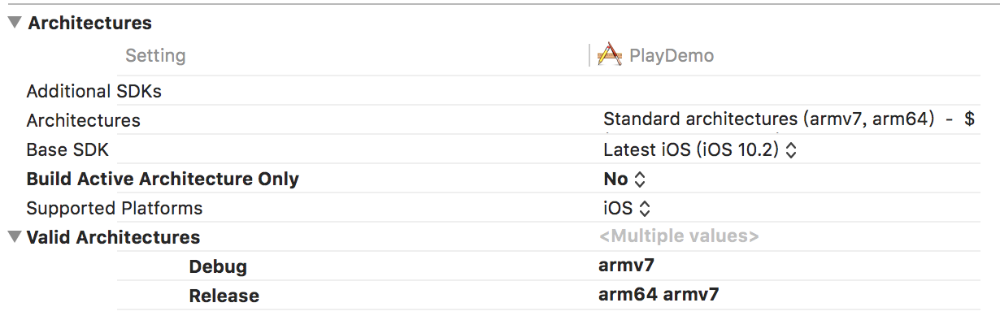 Architectures
Setting PlayDemo
Additional SDKs
Architectures Standard architectures (armv7, arm64) - $
Base SDK Latest iOS (iOS 10.2)
Build Active Architecture Only No
Supported Platforms iOS
Valid Architectures <Multiple values>
Debug armv7
Release arm64 armv7